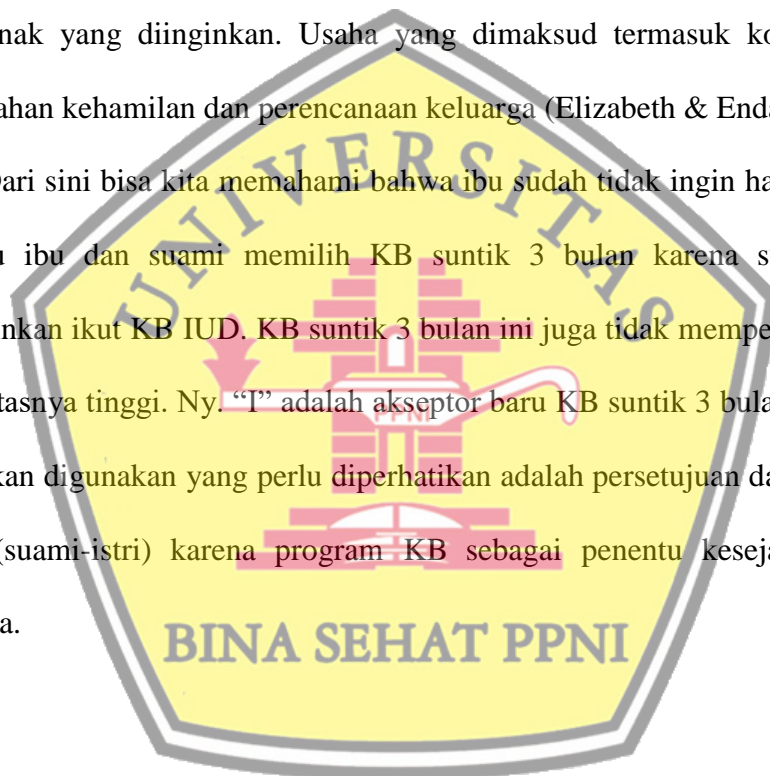 nak yang diinginkan. Usaha yang dimaksud termasuk ko
ahan kehamilan dan perencanaan keluarga (Elizabeth & Enda
Dari sini bisa kita memahami bahwa ibu sudah tidak ingin ha
u ibu dan suami memilih KB suntik 3 bulan karena s
nkan ikut KB IUD. KB suntik 3 bulan ini juga tidak mempe
tasnya tinggi. Ny. “I” adalah akseptor baru KB suntik 3 bula
kan digunakan yang perlu diperhatikan adalah persetujuan da
(suami-istri) karena program KB sebagai penentu keseja
a.
UNIVERSITAS
PPNI
BINA SEHAT PPNI